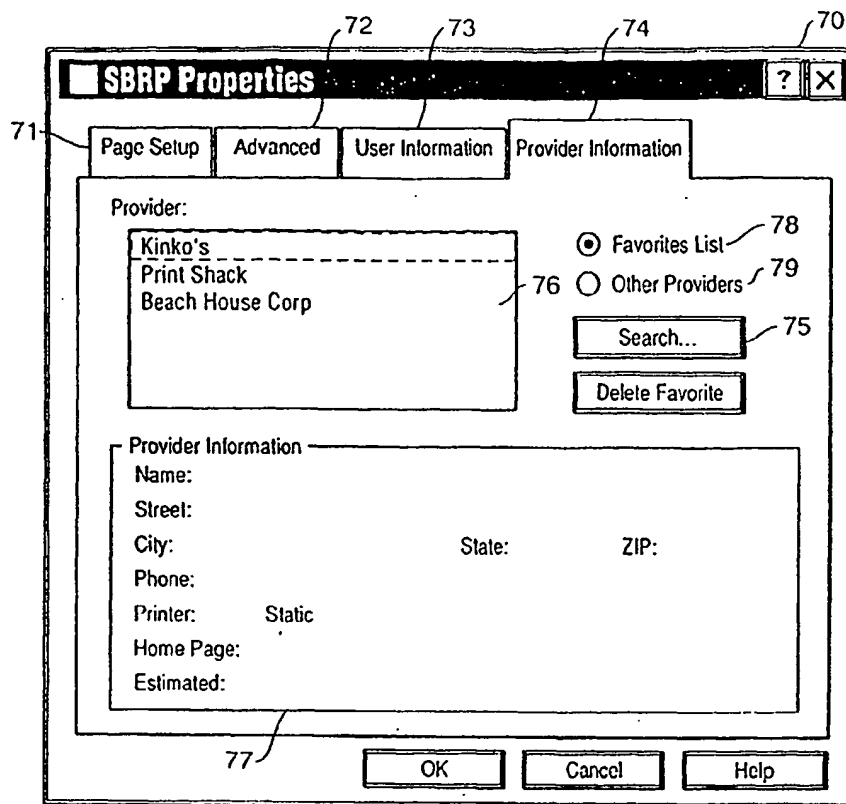 72 73 74 70
SBRP Properties ? X
71
Page Setup Advanced User Information Provider Information
Provider:
Kinko's
Print Shack
Beach House Corp
76
Favorites List 78
Other Providers 79
Search... 75
Delete Favorite
Provider Information
Name:
Street:
City: State: ZIP:
Phone:
Printer: Static
Home Page:
Estimated:
77
OK Cancel Help